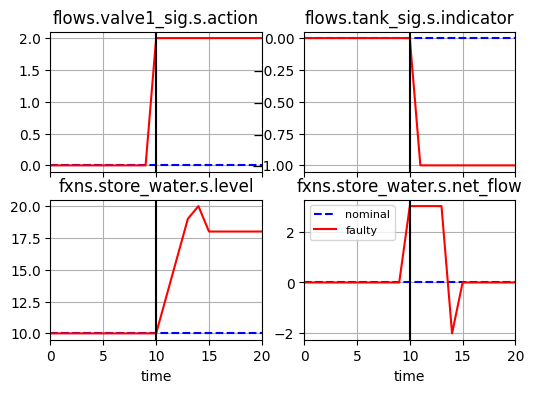 flows.valve1_sig.s.action
2.0
1.5
1.0
0.5
0.0
flows.tank_sig.s.indicator
0.00
−0.25
−0.50
−0.75
−1.00
fxns.store_water.s.level
20.0
17.5
15.0
12.5
10.0
0 5 10 15 20
time
fxns.store_water.s.net_flow
nominal
faulty
2
0
−2
0 5 10 15 20
time